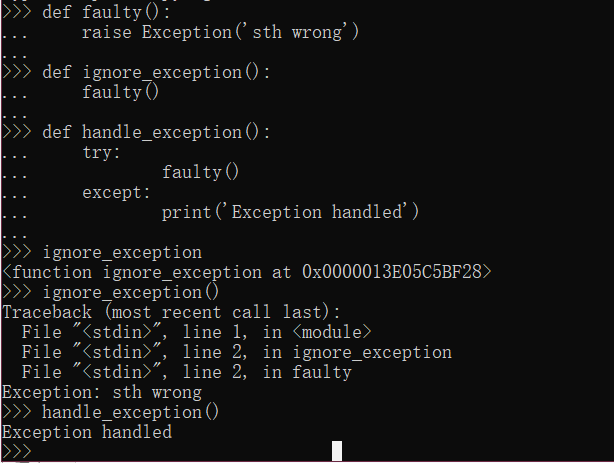 >>> def faulty():
...     raise Exception('sth wrong')
...
>>> def ignore_exception():
...     faulty()
...
>>> def handle_exception():
...     try:
...             faulty()
...     except:
...             print('Exception handled')
...
>>> ignore_exception
<function ignore_exception at 0x0000013E05C5BF28>
>>> ignore_exception()
Traceback (most recent call last):
  File "<stdin>", line 1, in <module>
  File "<stdin>", line 2, in ignore_exception
  File "<stdin>", line 2, in faulty
Exception: sth wrong
>>> handle_exception()
Exception handled
>>>